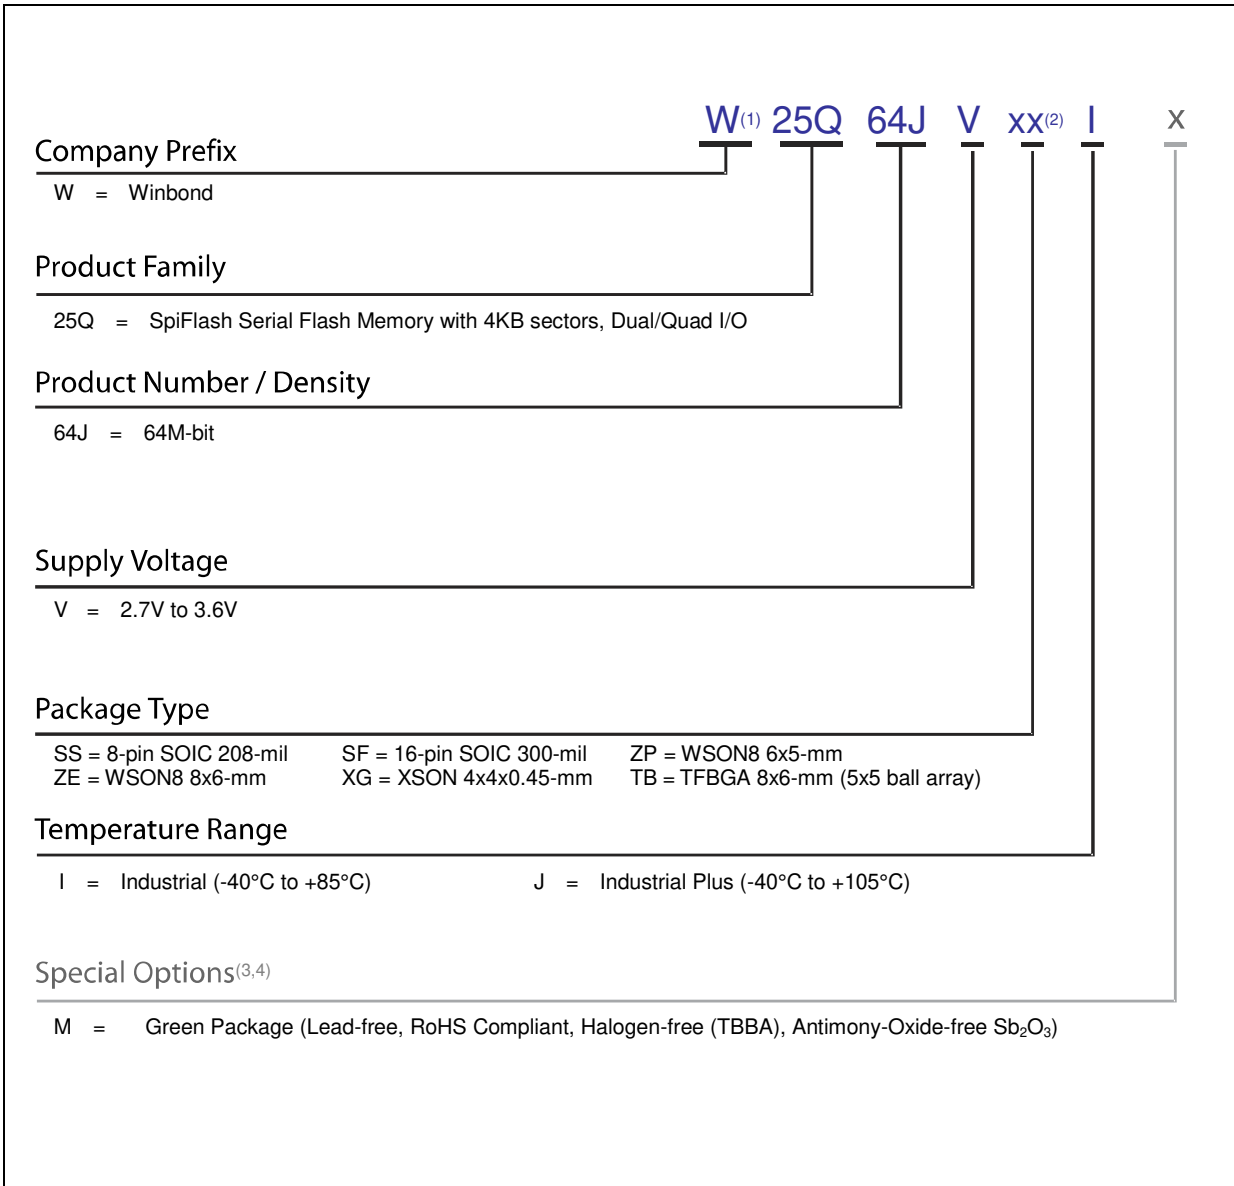 W(1) 25Q 64J V xx(2) I x
Company Prefix
W = Winbond
Product Family
25Q = SpiFlash Serial Flash Memory with 4KB sectors, Dual/Quad I/O
Product Number / Density
64J = 64M-bit
Supply Voltage
V = 2.7V to 3.6V
Package Type
SS = 8-pin SOIC 208-mil SF = 16-pin SOIC 300-mil ZP = WSON8 6x5-mm
ZE = WSON8 8x6-mm XG = XSON 4x4x0.45-mm TB = TFBGA 8x6-mm (5x5 ball array)
Temperature Range
I = Industrial (-40°C to +85°C) J = Industrial Plus (-40°C to +105°C)
Special Options(3,4)
M = Green Package (Lead-free, RoHS Compliant, Halogen-free (TBBA), Antimony-Oxide-free Sb₂O₃)